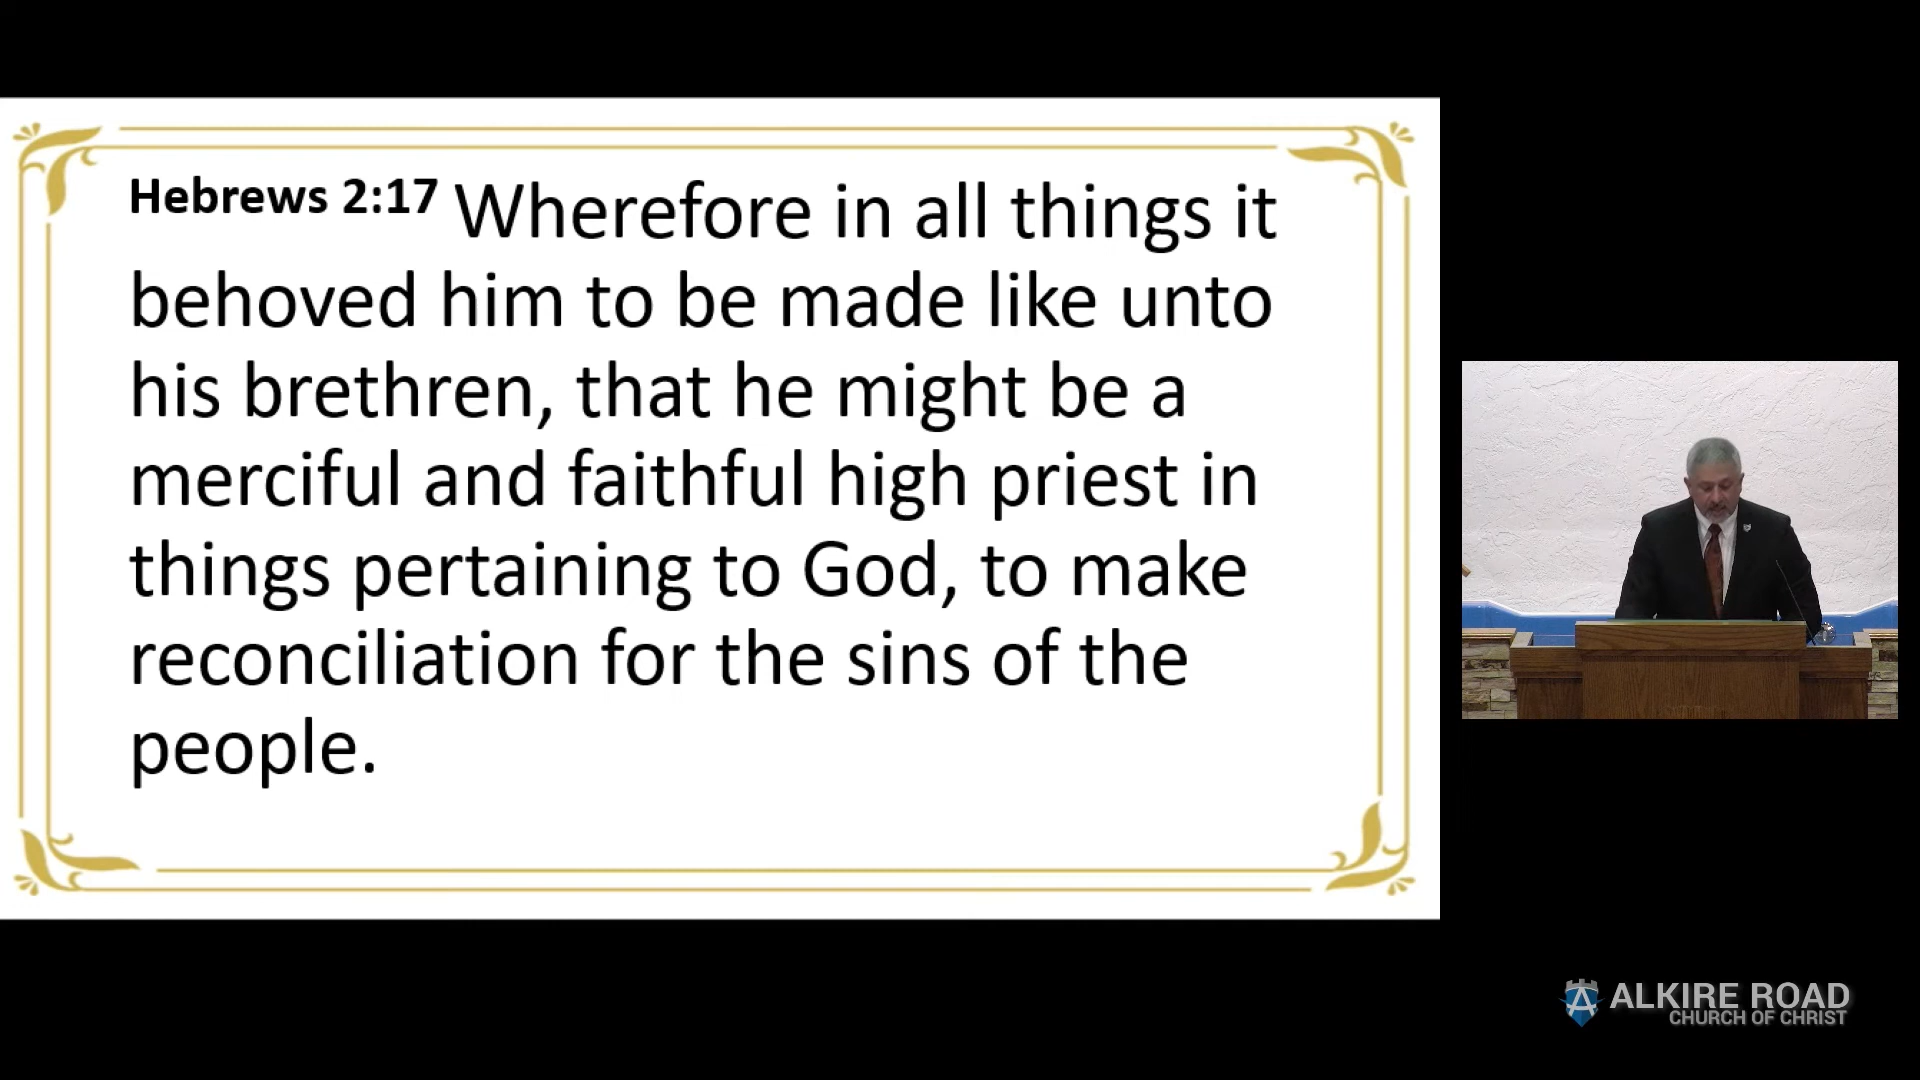 Hebrews 2:17 Wherefore in all things it
behoved him to be made like unto
his brethren, that he might be a
merciful and faithful high priest in
things pertaining to God, to make
reconciliation for the sins of the
people.
ALKIRE ROAD
CHURCH OF CHRIST